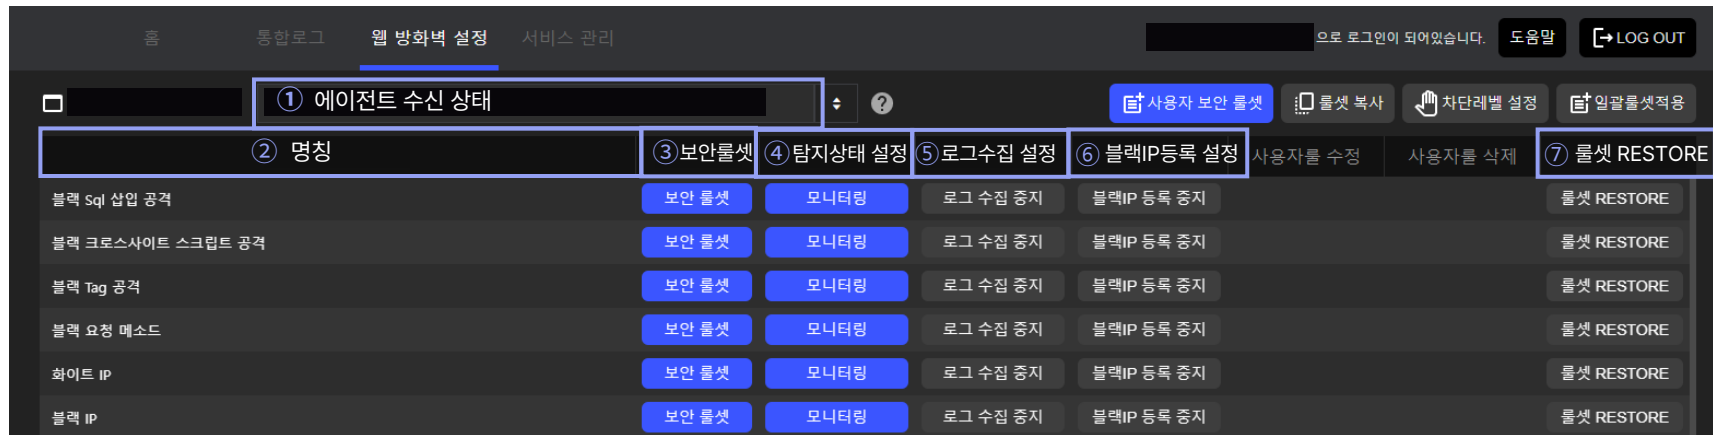 홈 통합로그 웹 방화벽 설정 서비스 관리 으로 로그인이 되어있습니다. 도움말 LOG OUT
① 에이전트 수신 상태 사용자 보안 룰셋 룰셋 복사 차단레벨 설정 일괄룰셋적용
② 명칭 ③보안룰셋 ④탐지상태 설정 ⑤로그수집 설정 ⑥ 블랙IP등록 설정 사용자룰 수정 사용자룰 삭제 ⑦ 룰셋 RESTORE
블랙 Sql 삽입 공격 보안 룰셋 모니터링 로그 수집 중지 블랙IP 등록 중지 룰셋 RESTORE
블랙 크로스사이트 스크립트 공격 보안 룰셋 모니터링 로그 수집 중지 블랙IP 등록 중지 룰셋 RESTORE
블랙 Tag 공격 보안 룰셋 모니터링 로그 수집 중지 블랙IP 등록 중지 룰셋 RESTORE
블랙 요청 메소드 보안 룰셋 모니터링 로그 수집 중지 블랙IP 등록 중지 룰셋 RESTORE
화이트 IP 보안 룰셋 모니터링 로그 수집 중지 블랙IP 등록 중지 룰셋 RESTORE
블랙 IP 보안 룰셋 모니터링 로그 수집 중지 블랙IP 등록 중지 룰셋 RESTORE